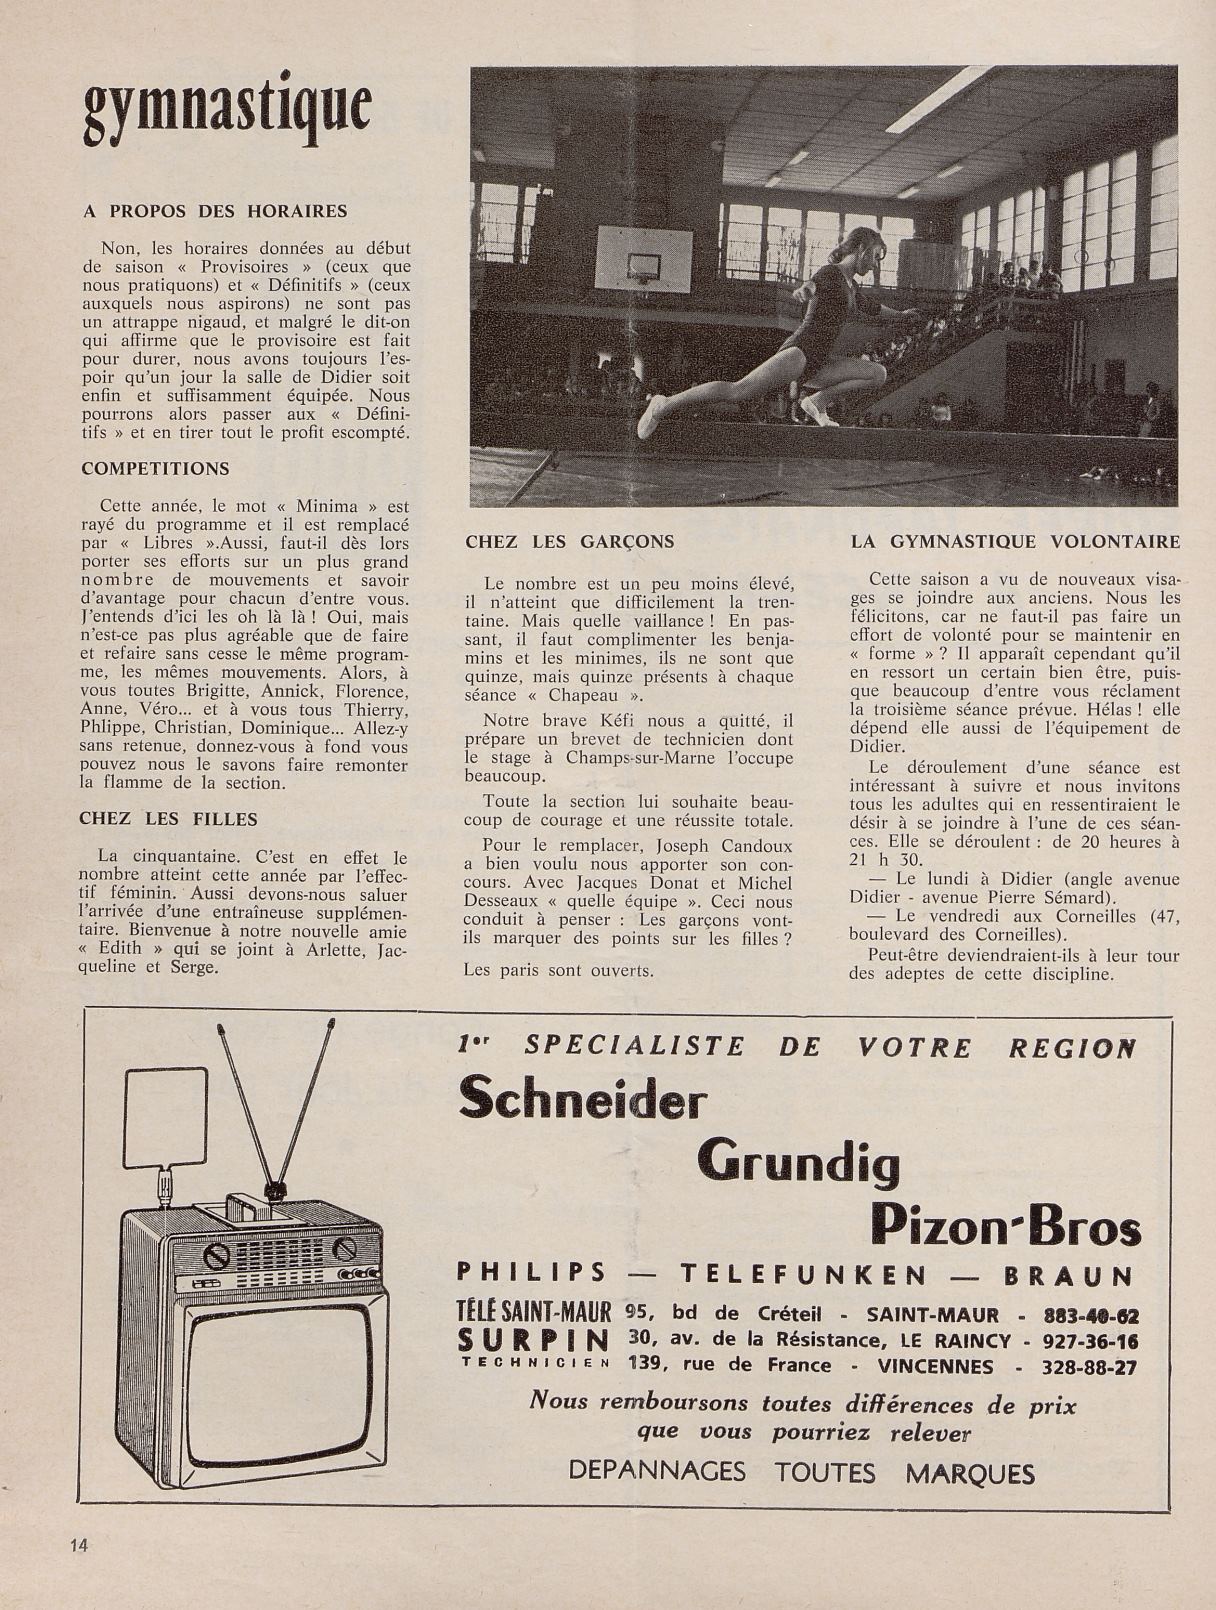 gymnastique
A PROPOS DES HORAIRES
Non, les horaires données au début
de saison « Provisoires » (ceux que
nous pratiquons) et « Définitifs » (ceux
auxquels nous aspirons) ne sont pas
un attrappe nigaud, et malgré le dit-on
qui affirme que le provisoire est fait
pour durer, nous avons toujours l'es-
poir qu'un jour la salle de Didier soit
enfin et suffisamment équipée. Nous
pourrons alors passer aux « Défini-
tifs » et en tirer tout le profit escompté.
COMPETITIONS
Cette année, le mot « Minima » est
rayé du programme et il est remplacé
par « Libres ».Aussi, faut-il dès lors
porter ses efforts sur un plus grand
nombre de mouvements et savoir
d'avantage pour chacun d'entre vous.
J'entends d'ici les oh là là ! Oui, mais
n'est-ce pas plus agréable que de faire
et refaire sans cesse le même program-
me, les mêmes mouvements. Alors, à
vous toutes Brigitte, Annick, Florence,
Anne, Véro... et à vous tous Thierry,
Phlippe, Christian, Dominique... Allez-y
sans retenue, donnez-vous à fond vous
pouvez nous le savons faire remonter
la flamme de la section.
CHEZ LES FILLES
La cinquantaine. C'est en effet le
nombre atteint cette année par l'effec-
tif féminin. Aussi devons-nous saluer
l'arrivée d'une entraîneuse supplémen-
taire. Bienvenue à notre nouvelle amie
« Edith » qui se joint à Arlette, Jac-
queline et Serge.
CHEZ LES GARÇONS
Le nombre est un peu moins élevé,
il n'atteint que difficilement la tren-
taine. Mais quelle vaillance ! En pas-
sant, il faut complimenter les benja-
mins et les minimes, ils ne sont que
quinze, mais quinze présents à chaque
séance « Chapeau ».
Notre brave Kéfi nous a quitté, il
prépare un brevet de technicien dont
le stage à Champs-sur-Marne l'occupe
beaucoup.
Toute la section lui souhaite beau-
coup de courage et une réussite totale.
Pour le remplacer, Joseph Candoux
a bien voulu nous apporter son con-
cours. Avec Jacques Donat et Michel
Desseaux « quelle équipe ». Ceci nous
conduit à penser : Les garçons vont-
ils marquer des points sur les filles ?
Les paris sont ouverts.
LA GYMNASTIQUE VOLONTAIRE
Cette saison a vu de nouveaux visa-
ges se joindre aux anciens. Nous les
félicitons, car ne faut-il pas faire un
effort de volonté pour se maintenir en
« forme » ? Il apparaît cependant qu'il
en ressort un certain bien être, puis-
que beaucoup d'entre vous réclament
la troisième séance prévue. Hélas ! elle
dépend elle aussi de l'équipement de
Didier.
Le déroulement d'une séance est
intéressant à suivre et nous invitons
tous les adultes qui en ressentiraient le
désir à se joindre à l'une de ces séan-
ces. Elle se déroulent : de 20 heures à
21 h 30.
— Le lundi à Didier (angle avenue
Didier - avenue Pierre Sémard).
— Le vendredi aux Corneilles (47,
boulevard des Corneilles).
Peut-être deviendraient-ils à leur tour
des adeptes de cette discipline.
1er SPECIALISTE DE VOTRE REGION
Schneider
Grundig
Pizon-Bros
PHILIPS — TELEFUNKEN — BRAUN
TÉLÉ SAINT-MAUR 95, bd de Créteil - SAINT-MAUR - 883-40-62
SURPIN 30, av. de la Résistance, LE RAINCY - 927-36-16
TECHNICIEN 139, rue de France - VINCENNES - 328-88-27
Nous remboursons toutes différences de prix
que vous pourriez relever
DEPANNAGES TOUTES MARQUES
14